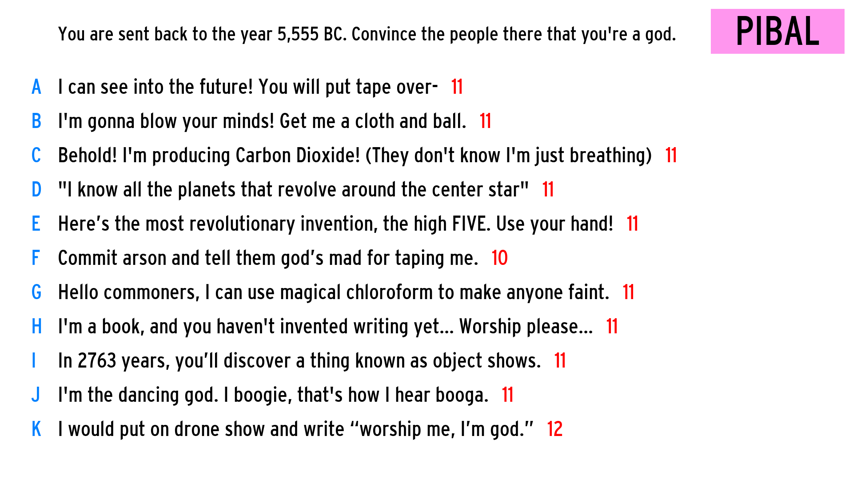 You are sent back to the year 5,555 BC. Convince the people there that you're a god.
PIBAL
A I can see into the future! You will put tape over- 11
B I'm gonna blow your minds! Get me a cloth and ball. 11
C Behold! I'm producing Carbon Dioxide! (They don't know I'm just breathing) 11
D "I know all the planets that revolve around the center star" 11
E Here’s the most revolutionary invention, the high FIVE. Use your hand! 11
F Commit arson and tell them god’s mad for taping me. 10
G Hello commoners, I can use magical chloroform to make anyone faint. 11
H I'm a book, and you haven't invented writing yet... Worship please... 11
I In 2763 years, you’ll discover a thing known as object shows. 11
J I'm the dancing god. I boogie, that's how I hear booga. 11
K I would put on drone show and write “worship me, I’m god.” 12